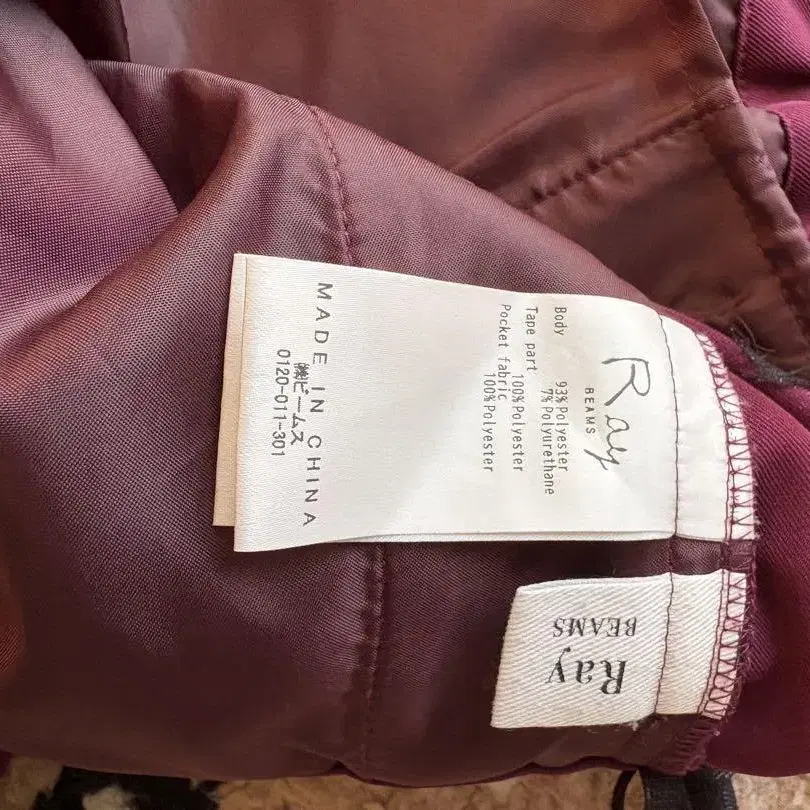 Ray
BEAMS
Body
93%Polyester
7%Polyurethane
Tape part
100%Polyester
Pocket fabric
100%Polyester
MADE IN CHINA
㈱ビームス
0120-011-301
Ray
BEAMS